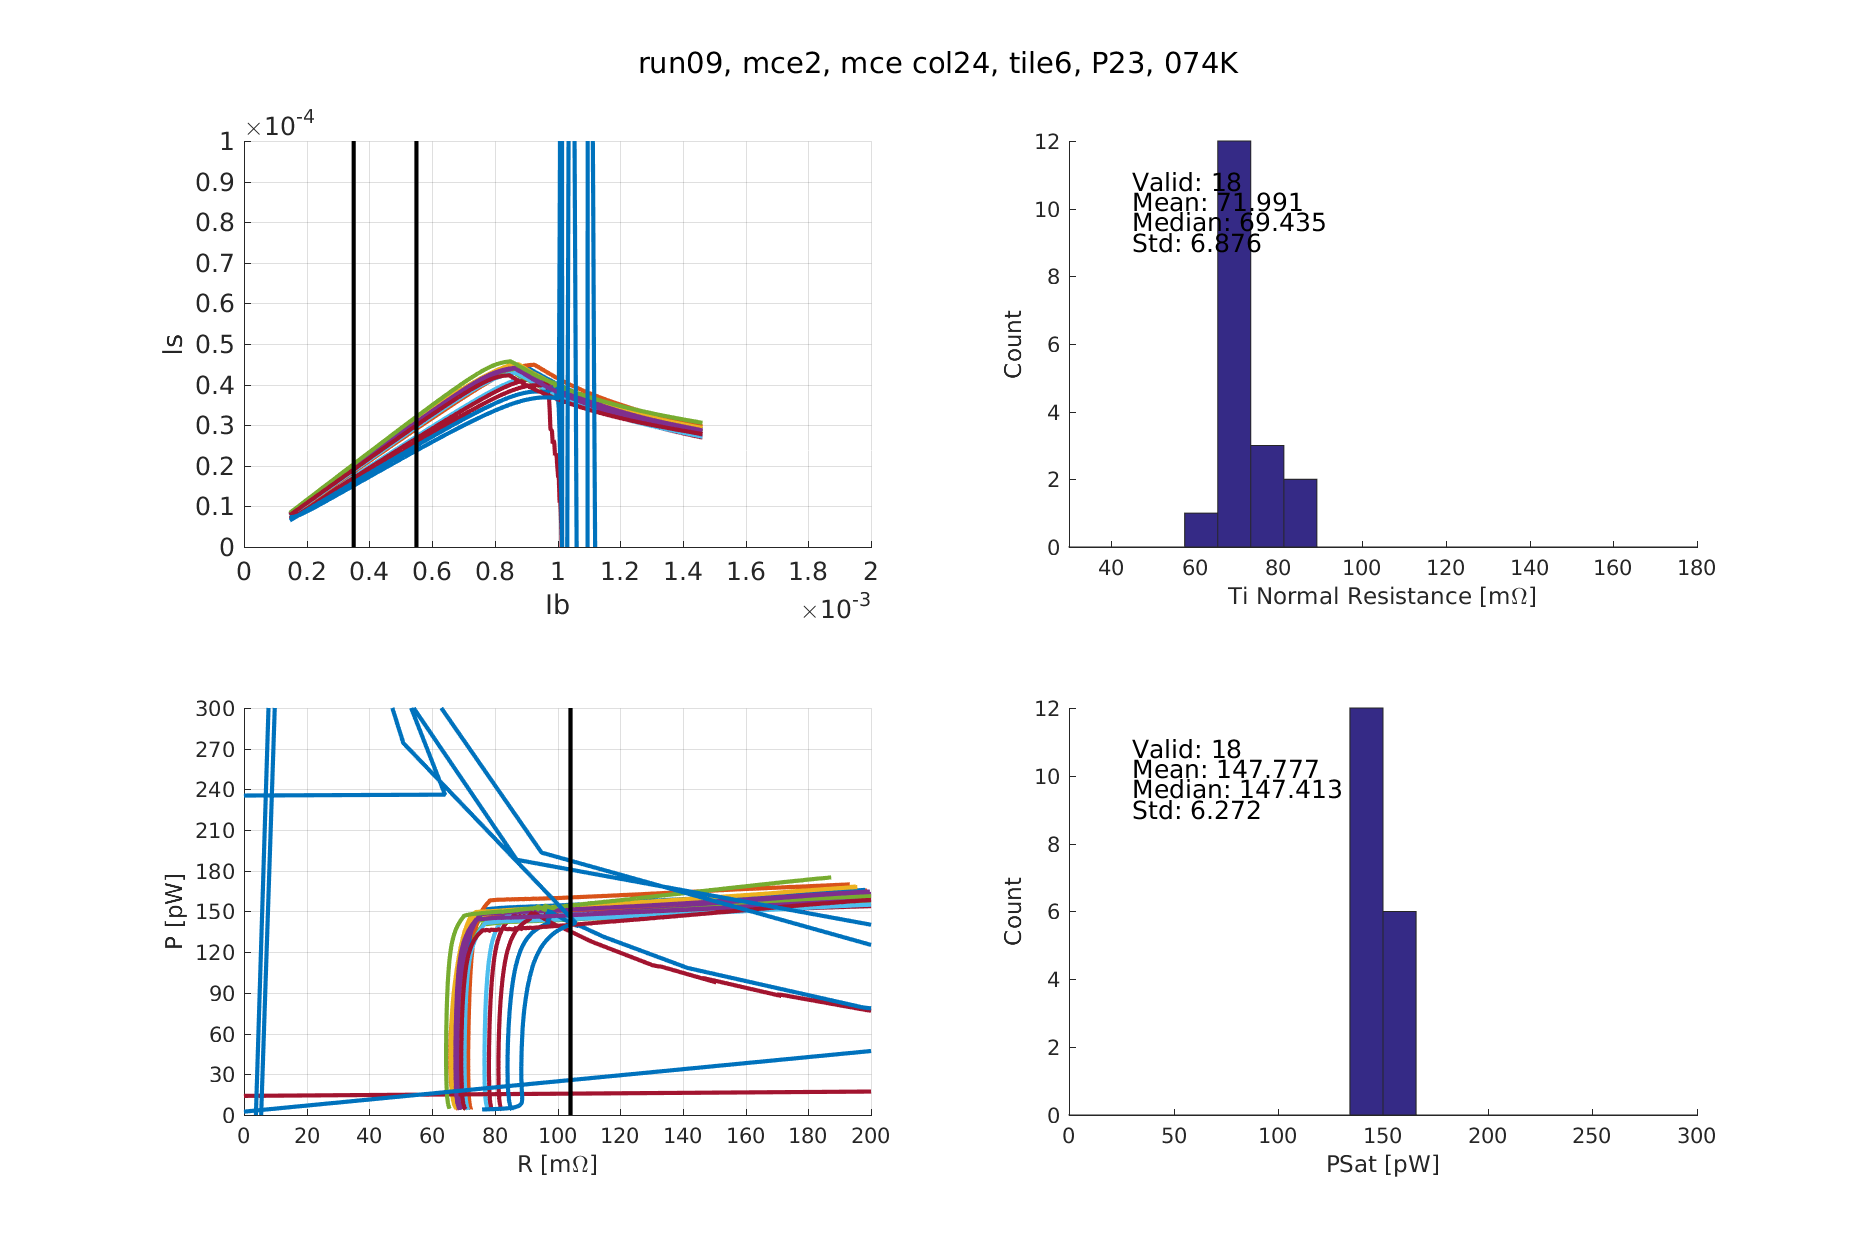 run09, mce2, mce col24, tile6, P23, 074K
×10-4
1
0.9
0.8
0.7
0.6
0.5
0.4
0.3
0.2
0.1
0
Is
0 0.2 0.4 0.6 0.8 1 1.2 1.4 1.6 1.8 2
Ib
×10-3
12
10
8
6
4
2
0
Count
Valid: 18
Mean: 71.991
Median: 69.435
Std: 6.876
40 60 80 100 120 140 160 180
Ti Normal Resistance [mΩ]
300
270
240
210
180
150
120
90
60
30
0
P [pW]
0 20 40 60 80 100 120 140 160 180 200
R [mΩ]
12
10
8
6
4
2
0
Count
Valid: 18
Mean: 147.777
Median: 147.413
Std: 6.272
0 50 100 150 200 250 300
PSat [pW]